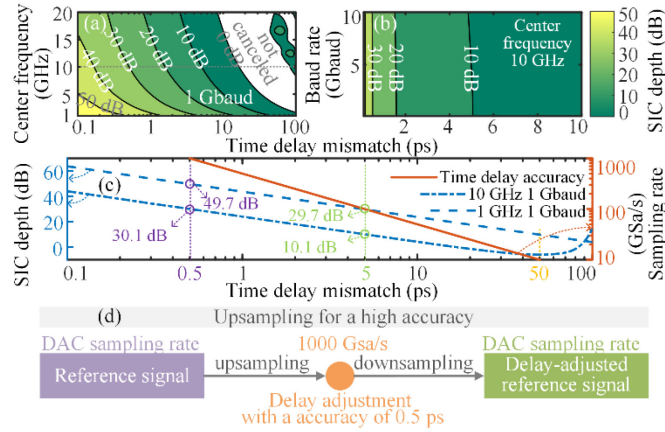 (a)
Center frequency
(GHz)
20
15
10
5
1
40 dB
30 dB
20 dB
10 dB
0 dB
not
canceled
50 dB
1 Gbaud
0.1
1
10
100
Time delay mismatch (ps)
(b)
Baud rate
(Gbaud)
10
5
30 dB
20 dB
10 dB
Center
frequency
10 GHz
2
4
6
8
10
50
40
30
20
10
0
SIC depth (dB)
(c)
SIC depth (dB)
60
40
20
0
49.7 dB
30.1 dB
29.7 dB
10.1 dB
Time delay accuracy
10 GHz 1 Gbaud
1 GHz 1 Gbaud
1000
100
10
Sampling rate
(GSa/s)
0.1
0.5
1
5
10
50
100
Time delay mismatch (ps)
(d)
Upsampling for a high accuracy
DAC sampling rate
1000 Gsa/s
DAC sampling rate
Reference signal
upsampling
downsampling
Delay-adjusted
reference signal
Delay adjustment
with a accuracy of 0.5 ps